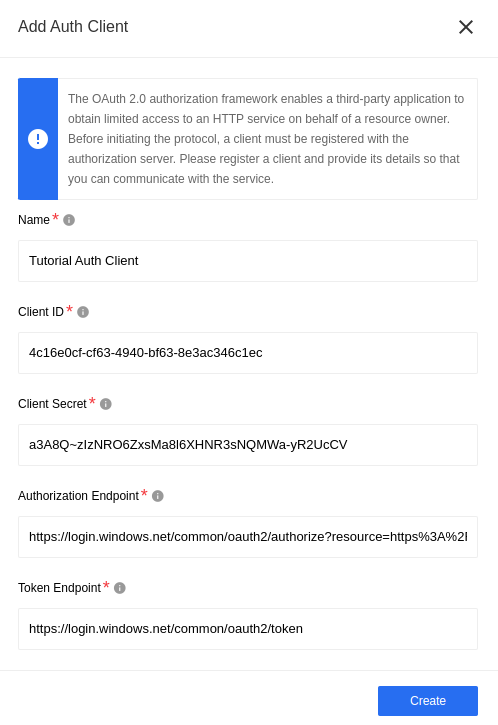 Add Auth Client
The OAuth 2.0 authorization framework enables a third-party application to
obtain limited access to an HTTP service on behalf of a resource owner.
Before initiating the protocol, a client must be registered with the
authorization server. Please register a client and provide its details so that
you can communicate with the service.
Name *
Tutorial Auth Client
Client ID *
4c16e0cf-cf63-4940-bf63-8e3ac346c1ec
Client Secret *
a3A8Q~zIzNRO6ZxsMa8l6XHNR3sNQMWa-yR2UcCV
Authorization Endpoint *
https://login.windows.net/common/oauth2/authorize?resource=https%3A%2
Token Endpoint *
https://login.windows.net/common/oauth2/token
Create